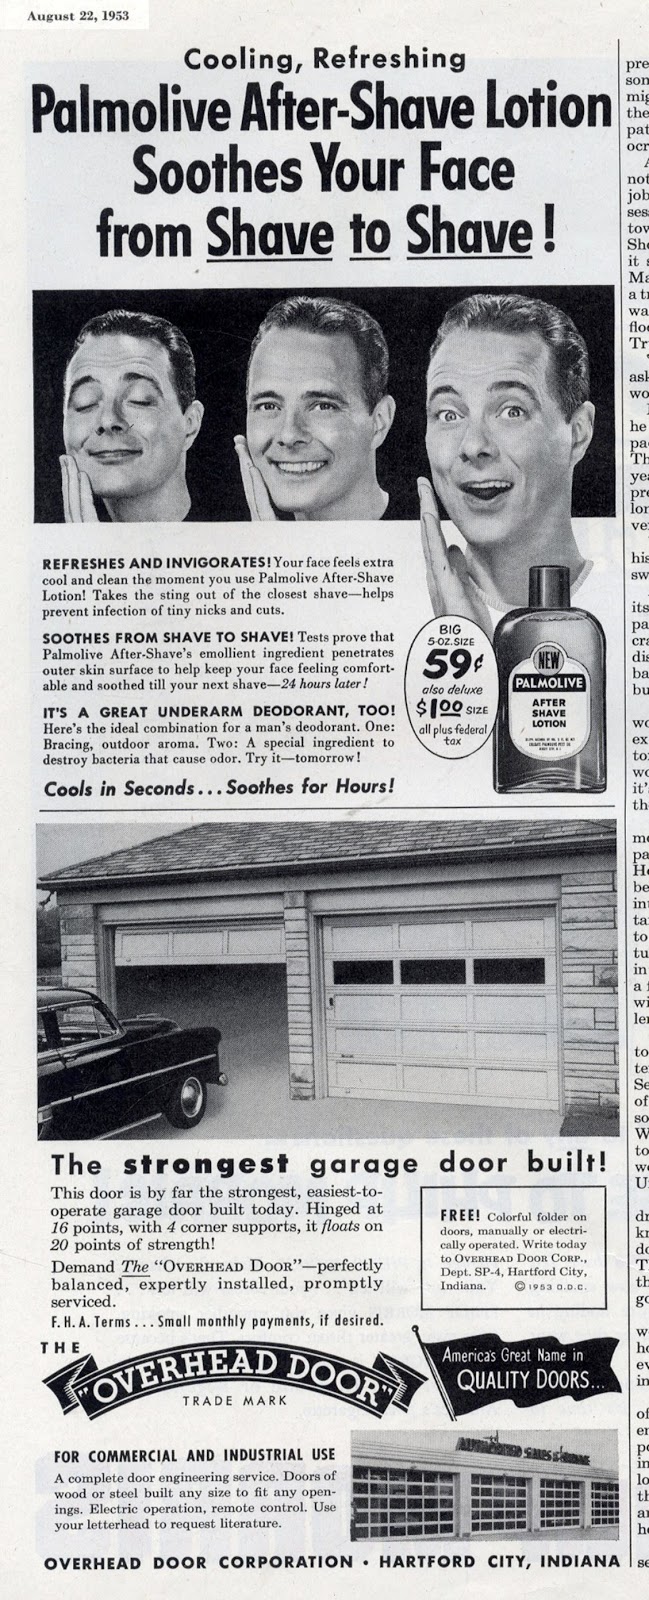 August 22, 1953
Cooling, Refreshing
Palmolive After-Shave Lotion
Soothes Your Face
from Shave to Shave!
REFRESHES AND INVIGORATES! Your face feels extra
cool and clean the moment you use Palmolive After-Shave
Lotion! Takes the sting out of the closest shave—helps
prevent infection of tiny nicks and cuts.
SOOTHES FROM SHAVE TO SHAVE! Tests prove that
Palmolive After-Shave's emollient ingredient penetrates
outer skin surface to help keep your face feeling comfort-
able and soothed till your next shave—24 hours later!
IT'S A GREAT UNDERARM DEODORANT, TOO!
Here's the ideal combination for a man's deodorant. One:
Bracing, outdoor aroma. Two: A special ingredient to
destroy bacteria that cause odor. Try it—tomorrow!
Cools in Seconds...Soothes for Hours!
BIG
5-OZ. SIZE
59¢
also deluxe
$1.00 SIZE
all plus federal
tax
NEW
PALMOLIVE
AFTER
SHAVE
LOTION
The strongest garage door built!
This door is by far the strongest, easiest-to-
operate garage door built today. Hinged at
16 points, with 4 corner supports, it floats on
20 points of strength!
Demand The "OVERHEAD DOOR"—perfectly
balanced, expertly installed, promptly
serviced.
F.H.A. Terms...Small monthly payments, if desired.
FREE! Colorful folder on
doors, manually or electri-
cally operated. Write today
to OVERHEAD DOOR CORP.,
Dept. SP-4, Hartford City,
Indiana. © 1953 O.D.C.
THE
"OVERHEAD DOOR"
TRADE MARK
America's Great Name in
QUALITY DOORS...
FOR COMMERCIAL AND INDUSTRIAL USE
A complete door engineering service. Doors of
wood or steel built any size to fit any open-
ings. Electric operation, remote control. Use
your letterhead to request literature.
OVERHEAD DOOR CORPORATION • HARTFORD CITY, INDIANA